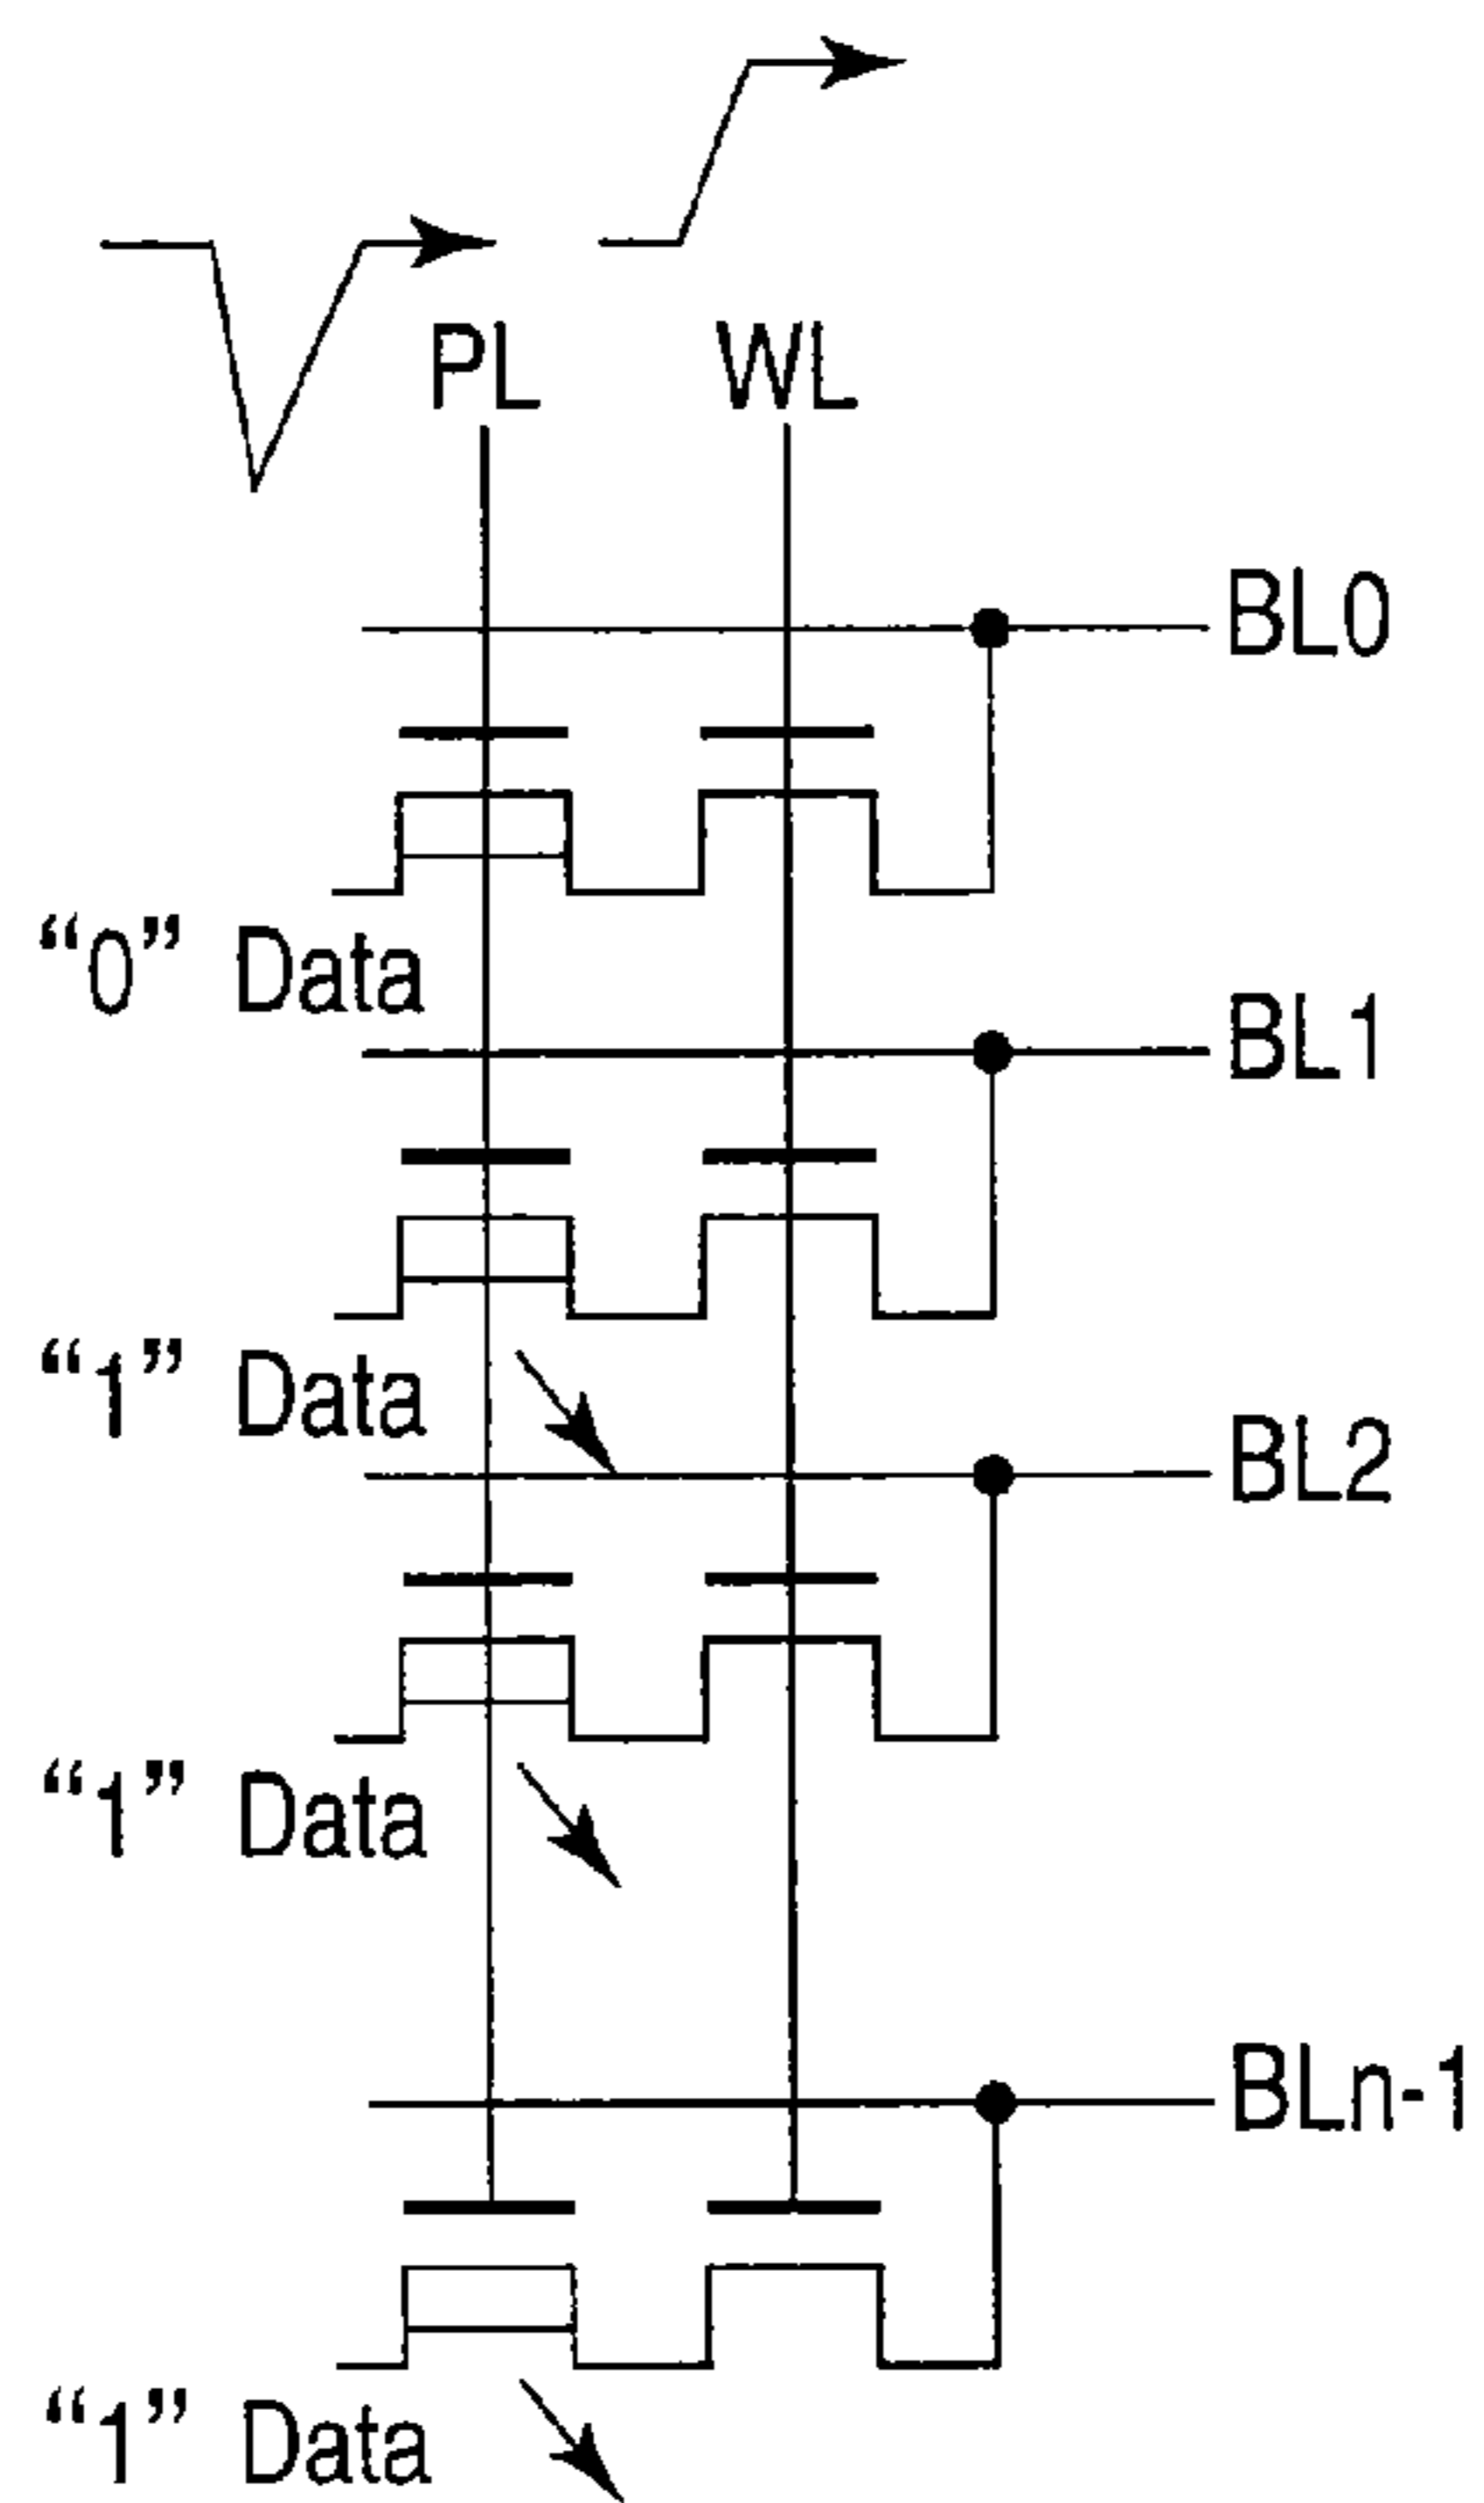 PL WL
BL0
“0” Data
BL1
“1” Data
BL2
“1” Data
BLn-1
“1” Data